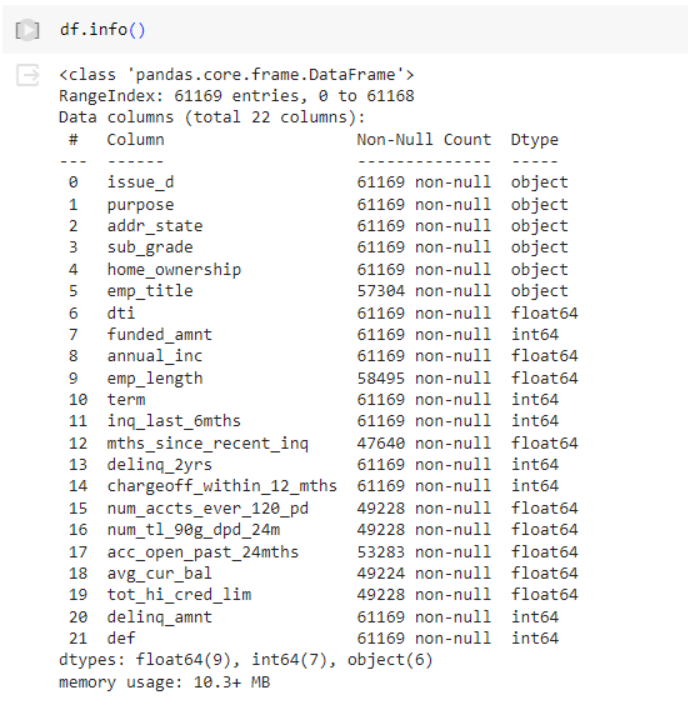 df.info()
<class 'pandas.core.frame.DataFrame'>
RangeIndex: 61169 entries, 0 to 61168
Data columns (total 22 columns):
 #   Column                      Non-Null Count  Dtype
---  ------                      --------------  -----
 0   issue_d                     61169 non-null  object
 1   purpose                     61169 non-null  object
 2   addr_state                  61169 non-null  object
 3   sub_grade                   61169 non-null  object
 4   home_ownership              61169 non-null  object
 5   emp_title                   57304 non-null  object
 6   dti                         61169 non-null  float64
 7   funded_amnt                 61169 non-null  int64
 8   annual_inc                  61169 non-null  float64
 9   emp_length                  58495 non-null  float64
 10  term                        61169 non-null  int64
 11  inq_last_6mths              61169 non-null  int64
 12  mths_since_recent_inq       47640 non-null  float64
 13  delinq_2yrs                 61169 non-null  int64
 14  chargeoff_within_12_mths    61169 non-null  int64
 15  num_accts_ever_120_pd       49228 non-null  float64
 16  num_tl_90g_dpd_24m          49228 non-null  float64
 17  acc_open_past_24mths        53283 non-null  float64
 18  avg_cur_bal                 49224 non-null  float64
 19  tot_hi_cred_lim             49228 non-null  float64
 20  delinq_amnt                 61169 non-null  int64
 21  def                         61169 non-null  int64
dtypes: float64(9), int64(7), object(6)
memory usage: 10.3+ MB